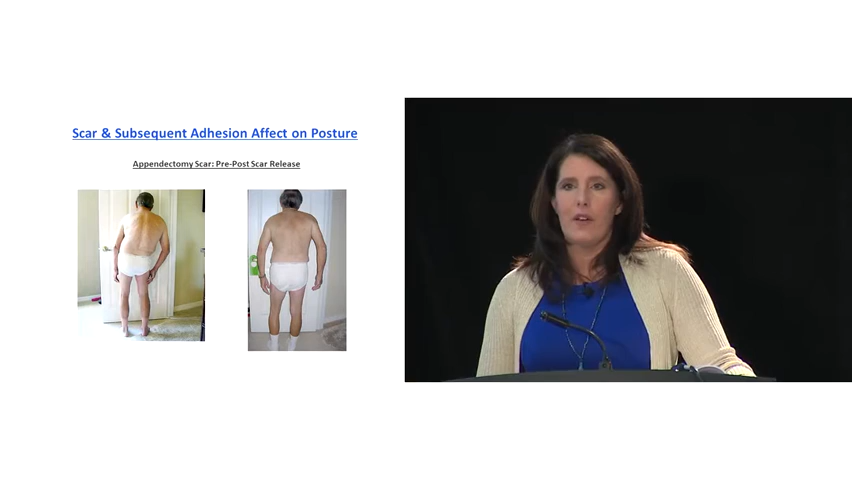 Scar & Subsequent Adhesion Affect on Posture
Appendectomy Scar: Pre-Post Scar Release